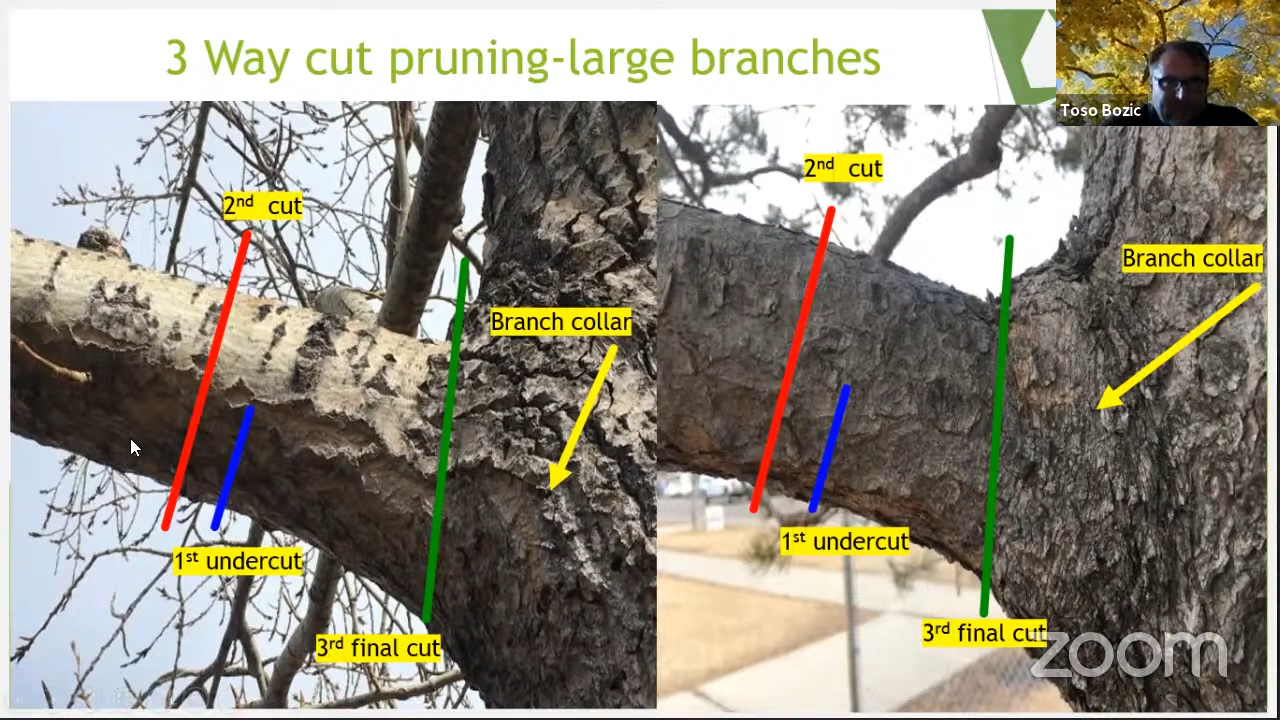 3 Way cut pruning-large branches
Toso Bozic
2nd cut
Branch collar
1st undercut
3rd final cut
2nd cut
Branch collar
1st undercut
3rd final cut
zoom